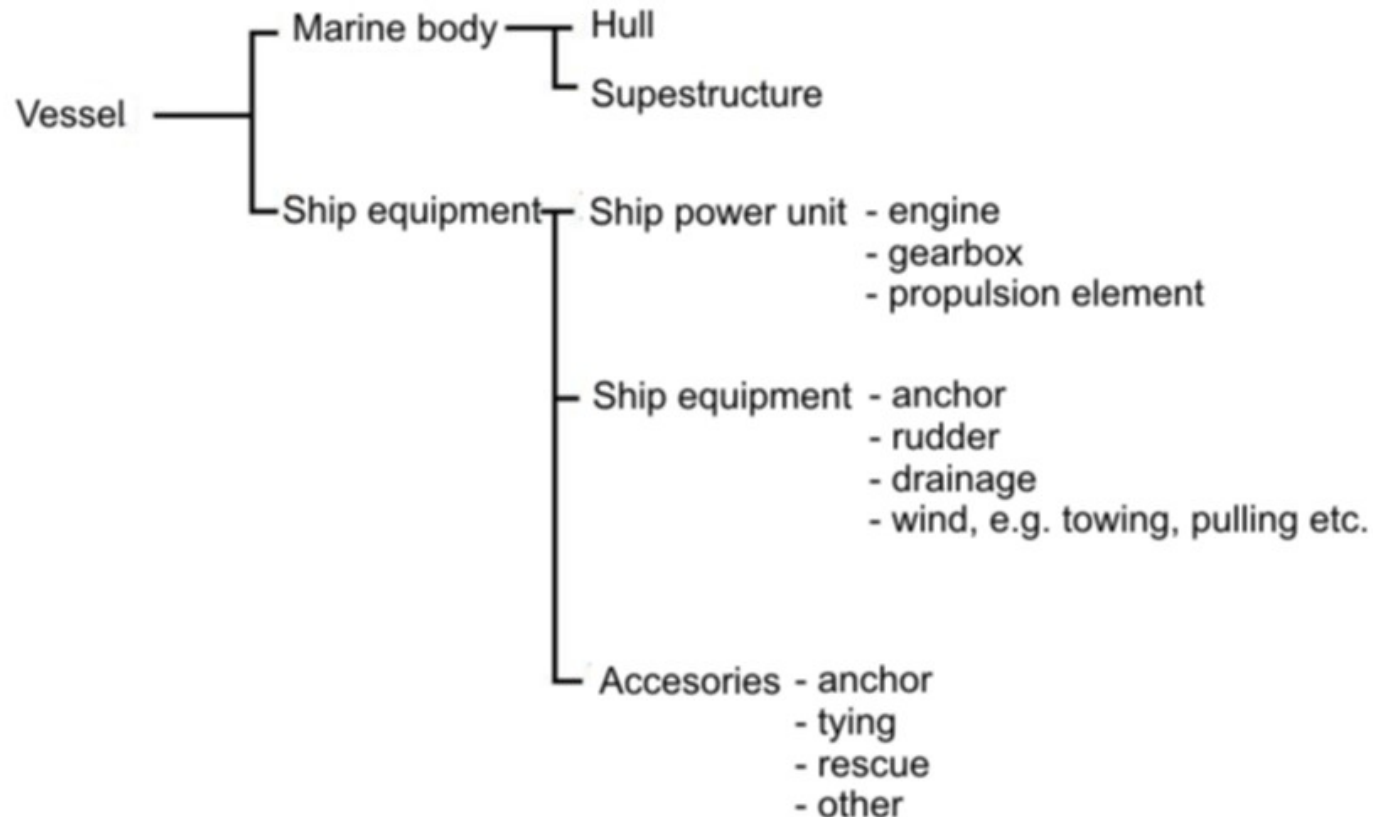 Marine body
Hull
Supestructure
Vessel
Ship equipment
Ship power unit - engine
- gearbox
- propulsion element
Ship equipment - anchor
- rudder
- drainage
- wind, e.g. towing, pulling etc.
Accesories - anchor
- tying
- rescue
- other